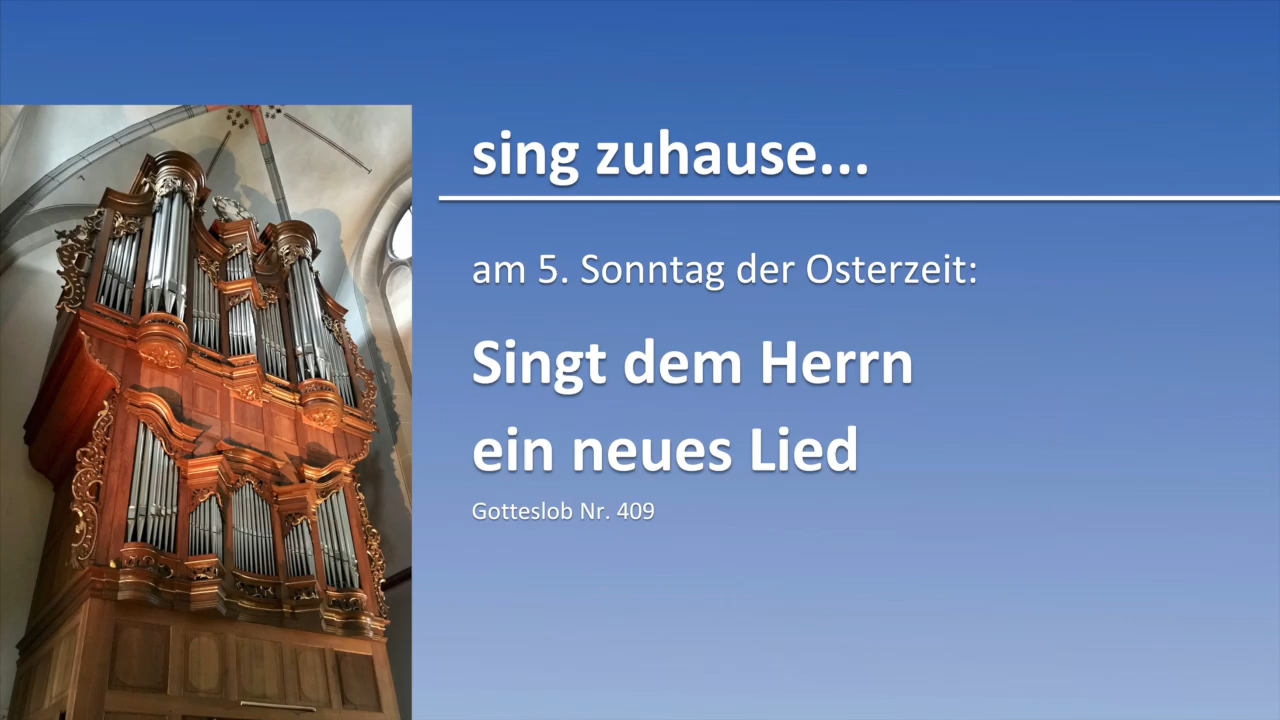 sing zuhause...
am 5. Sonntag der Osterzeit:
Singt dem Herrn
ein neues Lied
Gotteslob Nr. 409